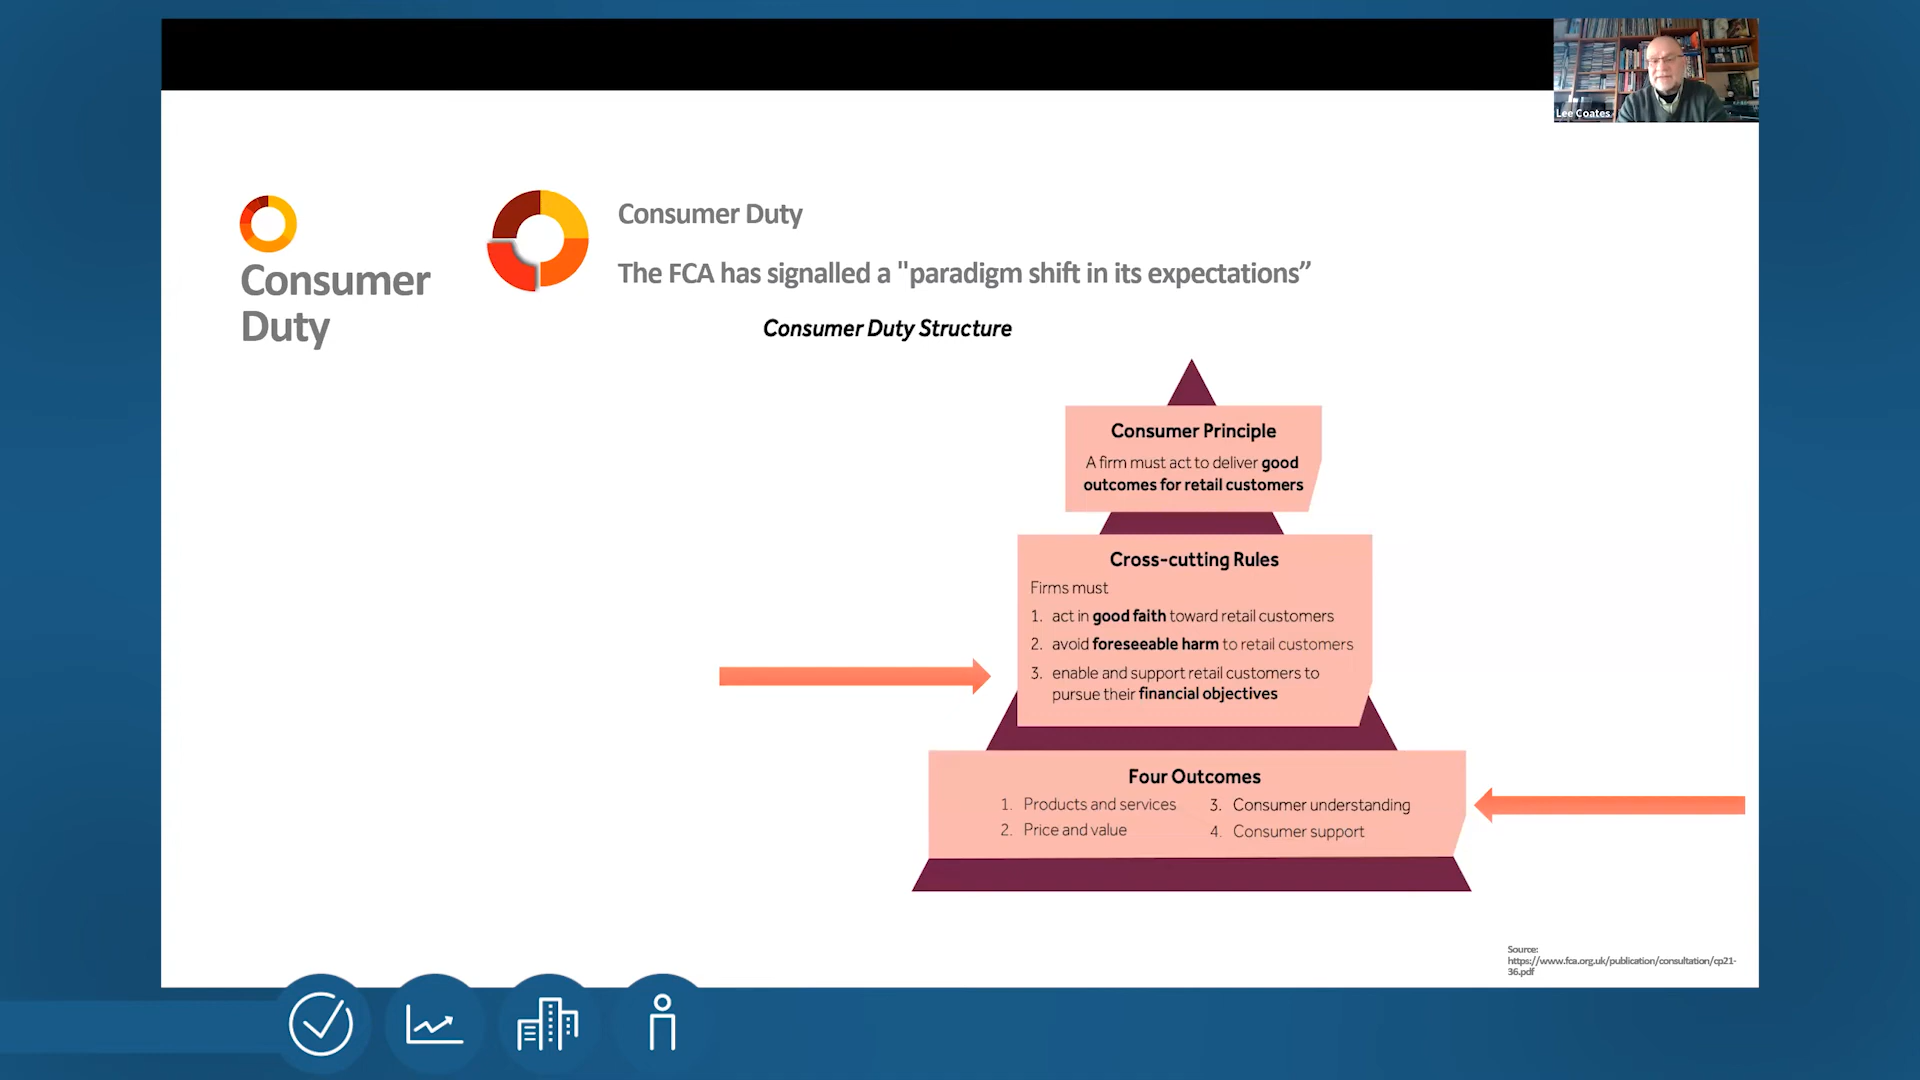 Lee Coates
Consumer
Duty
Consumer Duty
The FCA has signalled a "paradigm shift in its expectations”
Consumer Duty Structure
Consumer Principle
A firm must act to deliver good
outcomes for retail customers
Cross-cutting Rules
Firms must
1. act in good faith toward retail customers
2. avoid foreseeable harm to retail customers
3. enable and support retail customers to
pursue their financial objectives
Four Outcomes
1. Products and services
2. Price and value
3. Consumer understanding
4. Consumer support
Source:
https://www.fca.org.uk/publication/consultation/cp21-
36.pdf